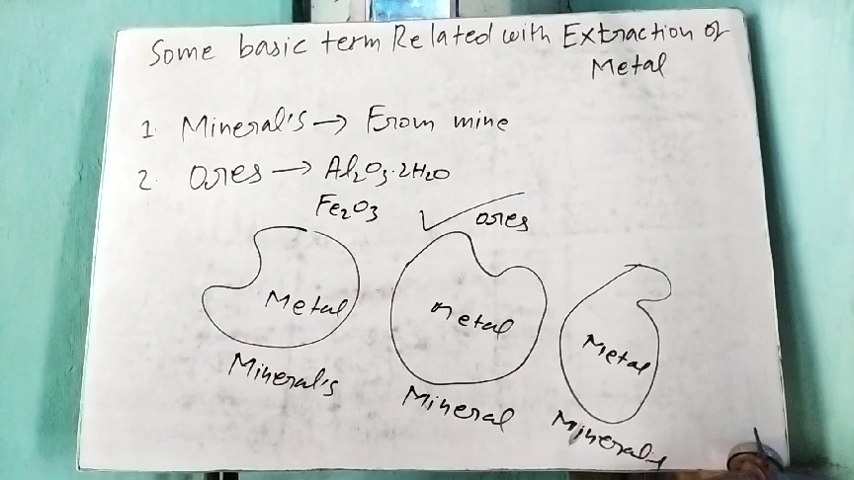 Some basic term Related with Extraction of
Metal
1. Mineral's → From mine
2. Ores → Al₂O₃·2H₂O
Fe₂O₃
✓ ores
Metal
Metal
Metal
Mineral's
Mineral
Minerals